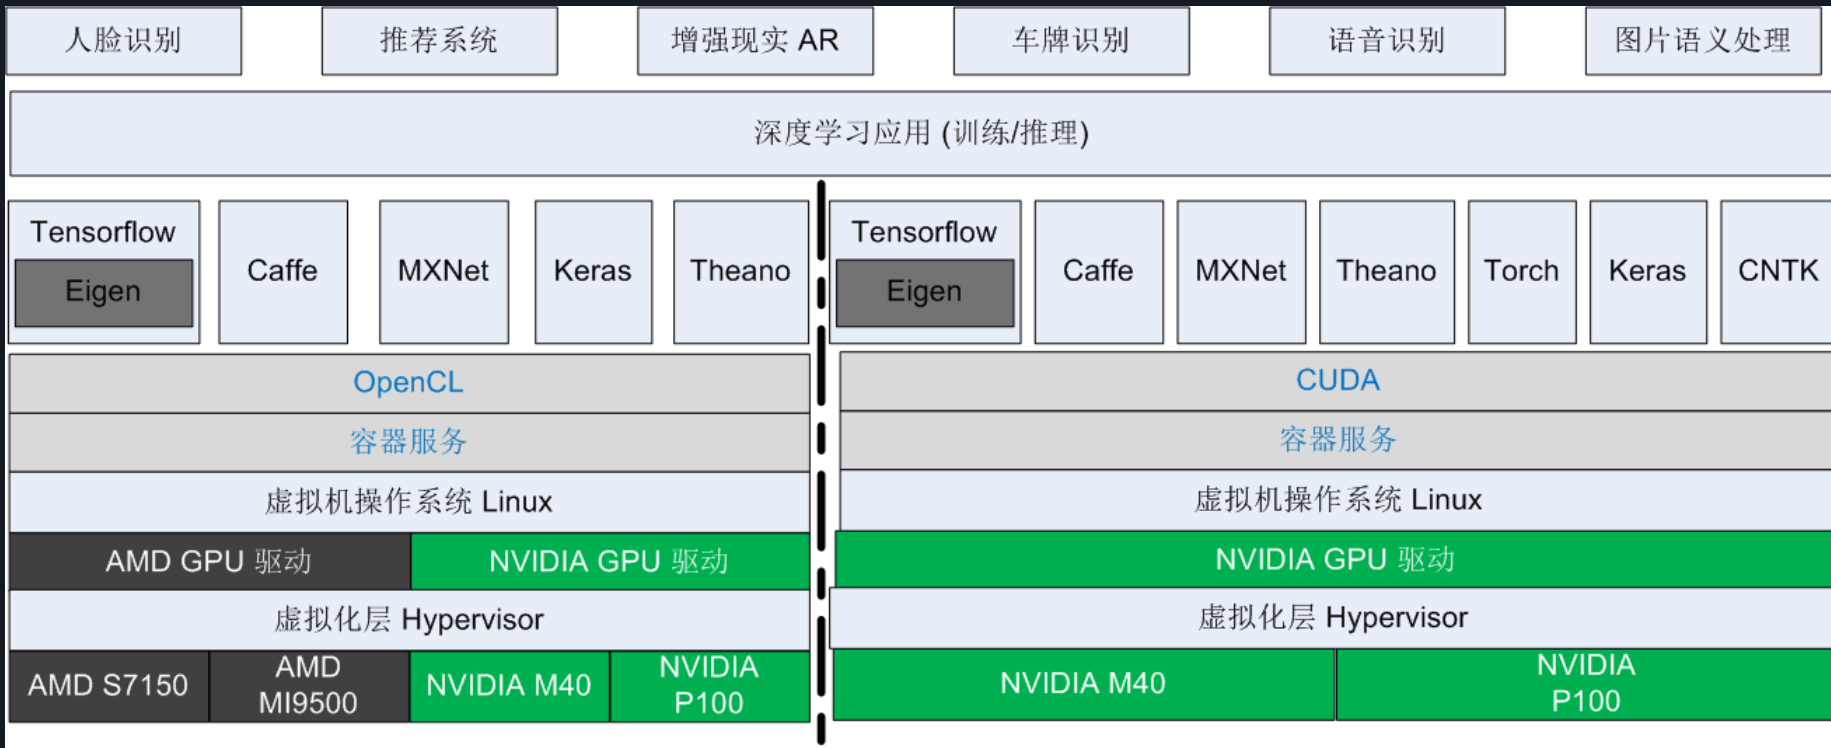 人脸识别
推荐系统
增强现实 AR
车牌识别
语音识别
图片语义处理
深度学习应用 (训练/推理)
Tensorflow
Eigen
Caffe
MXNet
Keras
Theano
Tensorflow
Eigen
Caffe
MXNet
Theano
Torch
Keras
CNTK
OpenCL
容器服务
虚拟机操作系统 Linux
AMD GPU 驱动
NVIDIA GPU 驱动
虚拟化层 Hypervisor
AMD S7150
AMD
MI9500
NVIDIA M40
NVIDIA
P100
CUDA
容器服务
虚拟机操作系统 Linux
NVIDIA GPU 驱动
虚拟化层 Hypervisor
NVIDIA M40
NVIDIA
P100